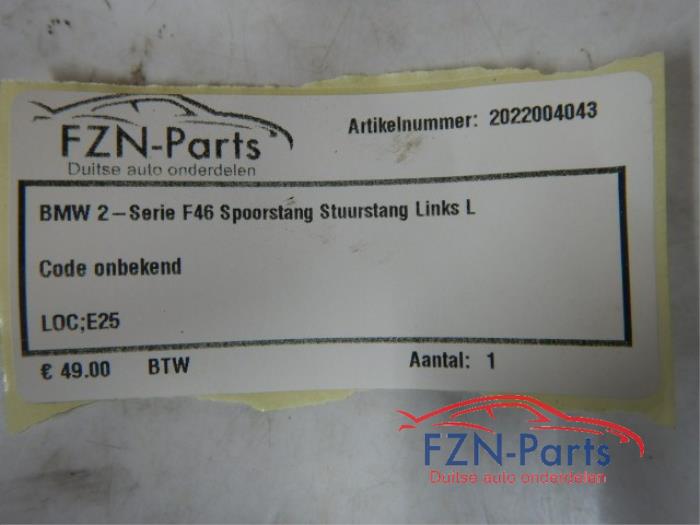 FZN-Parts
Duitse auto onderdelen
Artikelnummer: 2022004043
BMW 2-Serie F46 Spoorstang Stuurstang Links L
Code onbekend
LOC;E25
€ 49.00 BTW Aantal: 1
FZN-Parts
Duitse auto onderdelen